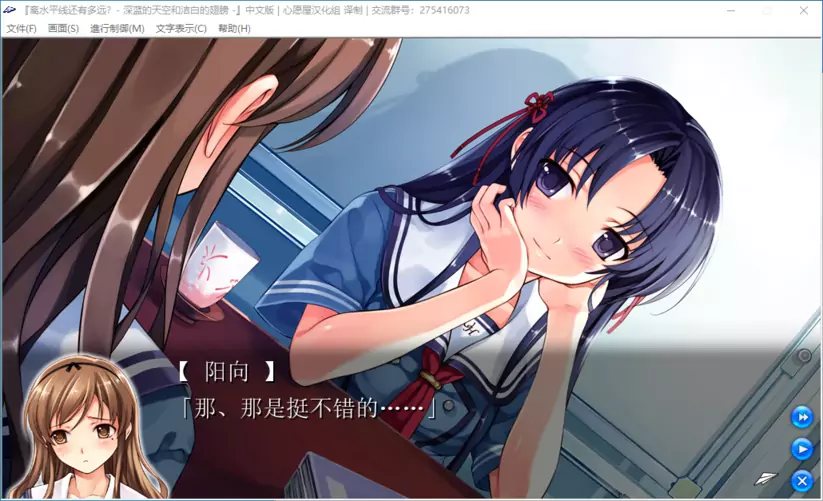 『离水平线还有多远？- 深蓝的天空和洁白的翅膀 -』中文版 | 心愿屋汉化组 译制 | 交流群号：275416073
文件(F) 画面(S) 進行制御(M) 文字表示(C) 帮助(H)
【 阳向 】
「那、那是挺不错的……」